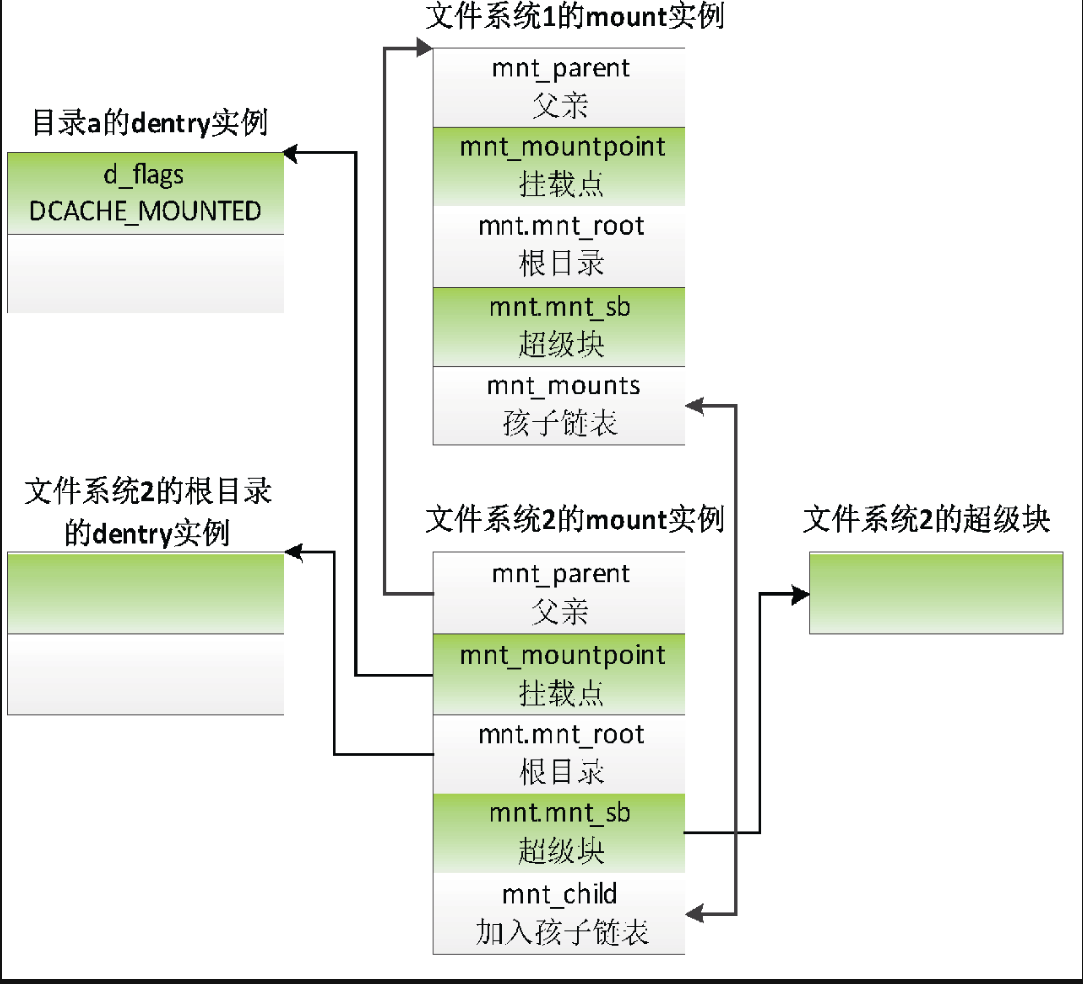 文件系统1的mount实例
mnt_parent
父亲
mnt_mountpoint
挂载点
mnt.mnt_root
根目录
mnt.mnt_sb
超级块
mnt_mounts
孩子链表
目录a的dentry实例
d_flags
DCACHE_MOUNTED
文件系统2的根目录
的dentry实例
文件系统2的mount实例
mnt_parent
父亲
mnt_mountpoint
挂载点
mnt.mnt_root
根目录
mnt.mnt_sb
超级块
mnt_child
加入孩子链表
文件系统2的超级块